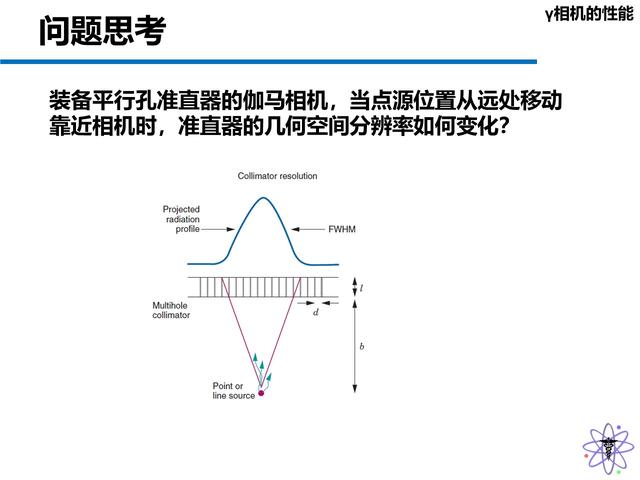 γ相机的性能
问题思考
装备平行孔准直器的伽马相机，当点源位置从远处移动
靠近相机时，准直器的几何空间分辨率如何变化？
Collimator resolution
Projected
radiation
profile
FWHM
Multihole
collimator
l
d
b
Point or
line source